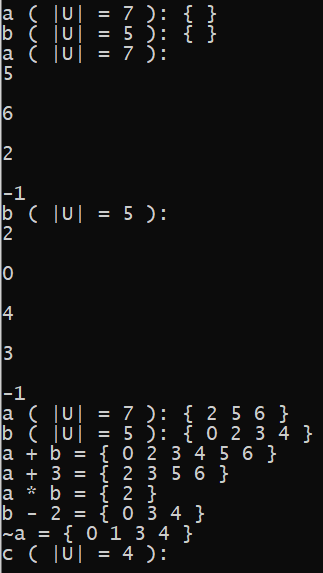 a ( |U| = 7 ): { }
b ( |U| = 5 ): { }
a ( |U| = 7 ):
5
6
2
-1
b ( |U| = 5 ):
2
0
4
3
-1
a ( |U| = 7 ): { 2 5 6 }
b ( |U| = 5 ): { 0 2 3 4 }
a + b = { 0 2 3 4 5 6 }
a + 3 = { 2 3 5 6 }
a * b = { 2 }
b - 2 = { 0 3 4 }
~a = { 0 1 3 4 }
c ( |U| = 4 ):